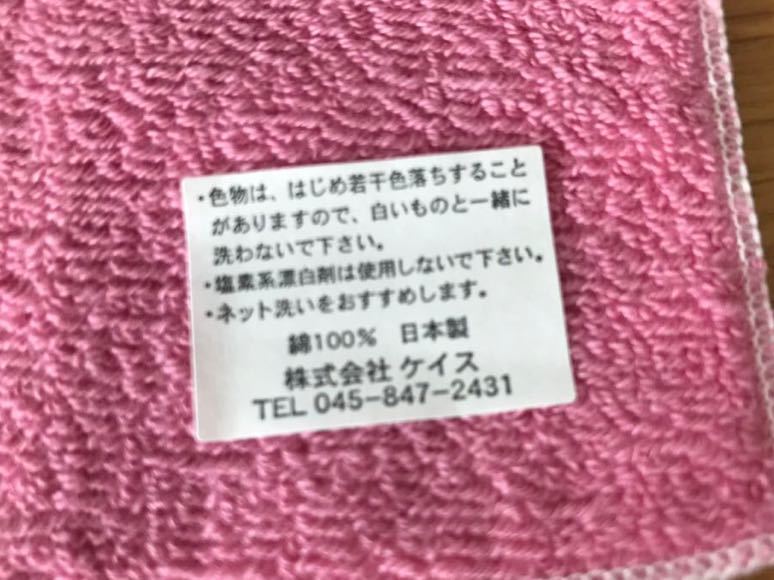 ・色物は、はじめ若干色落ちすること
がありますので、白いものと一緒に
洗わないで下さい。
・塩素系漂白剤は使用しないで下さい。
・ネット洗いをおすすめします。
綿100% 日本製
株式会社 ケイス
TEL 045-847-2431